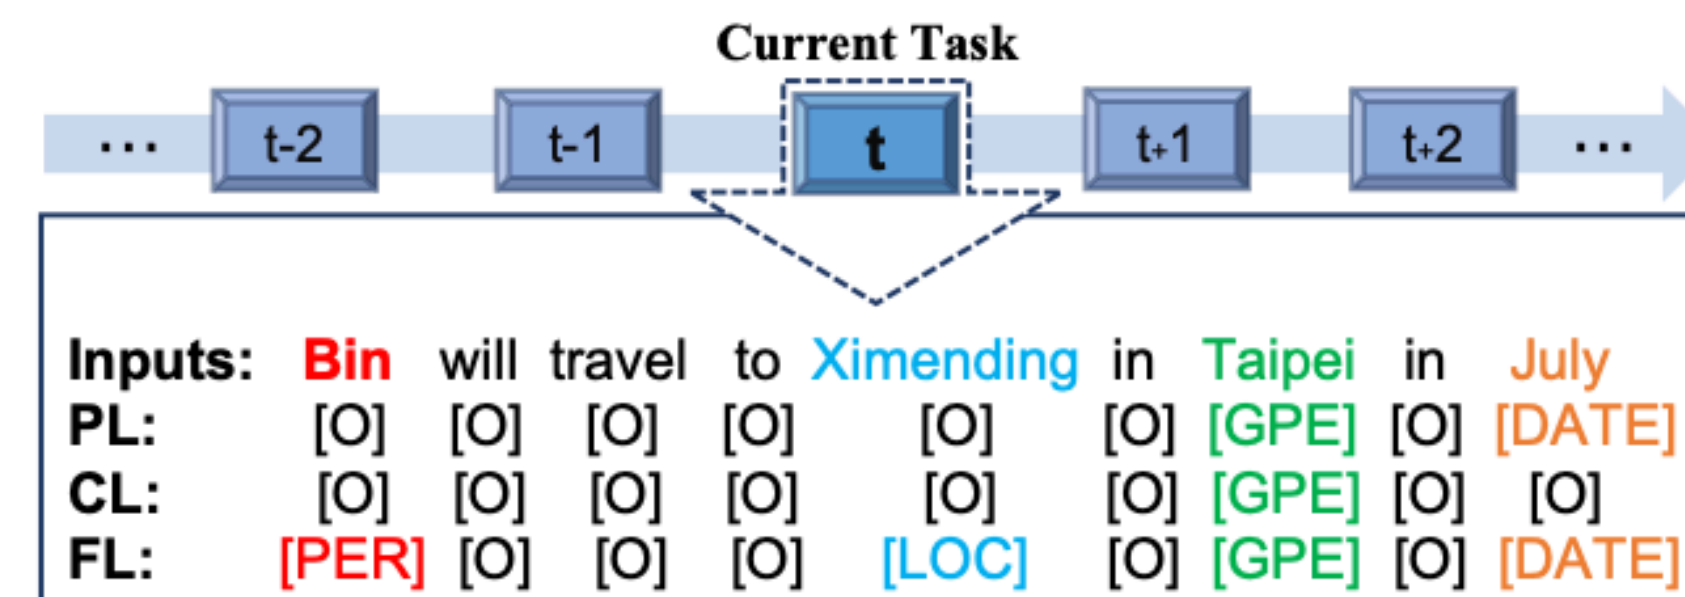 Current Task
... t-2 t-1 t t+1 t+2 ...
Inputs: Bin will travel to Ximending in Taipei in July
PL: [O] [O] [O] [O] [O] [O] [GPE] [O] [DATE]
CL: [O] [O] [O] [O] [O] [O] [GPE] [O] [O]
FL: [PER] [O] [O] [O] [LOC] [O] [GPE] [O] [DATE]